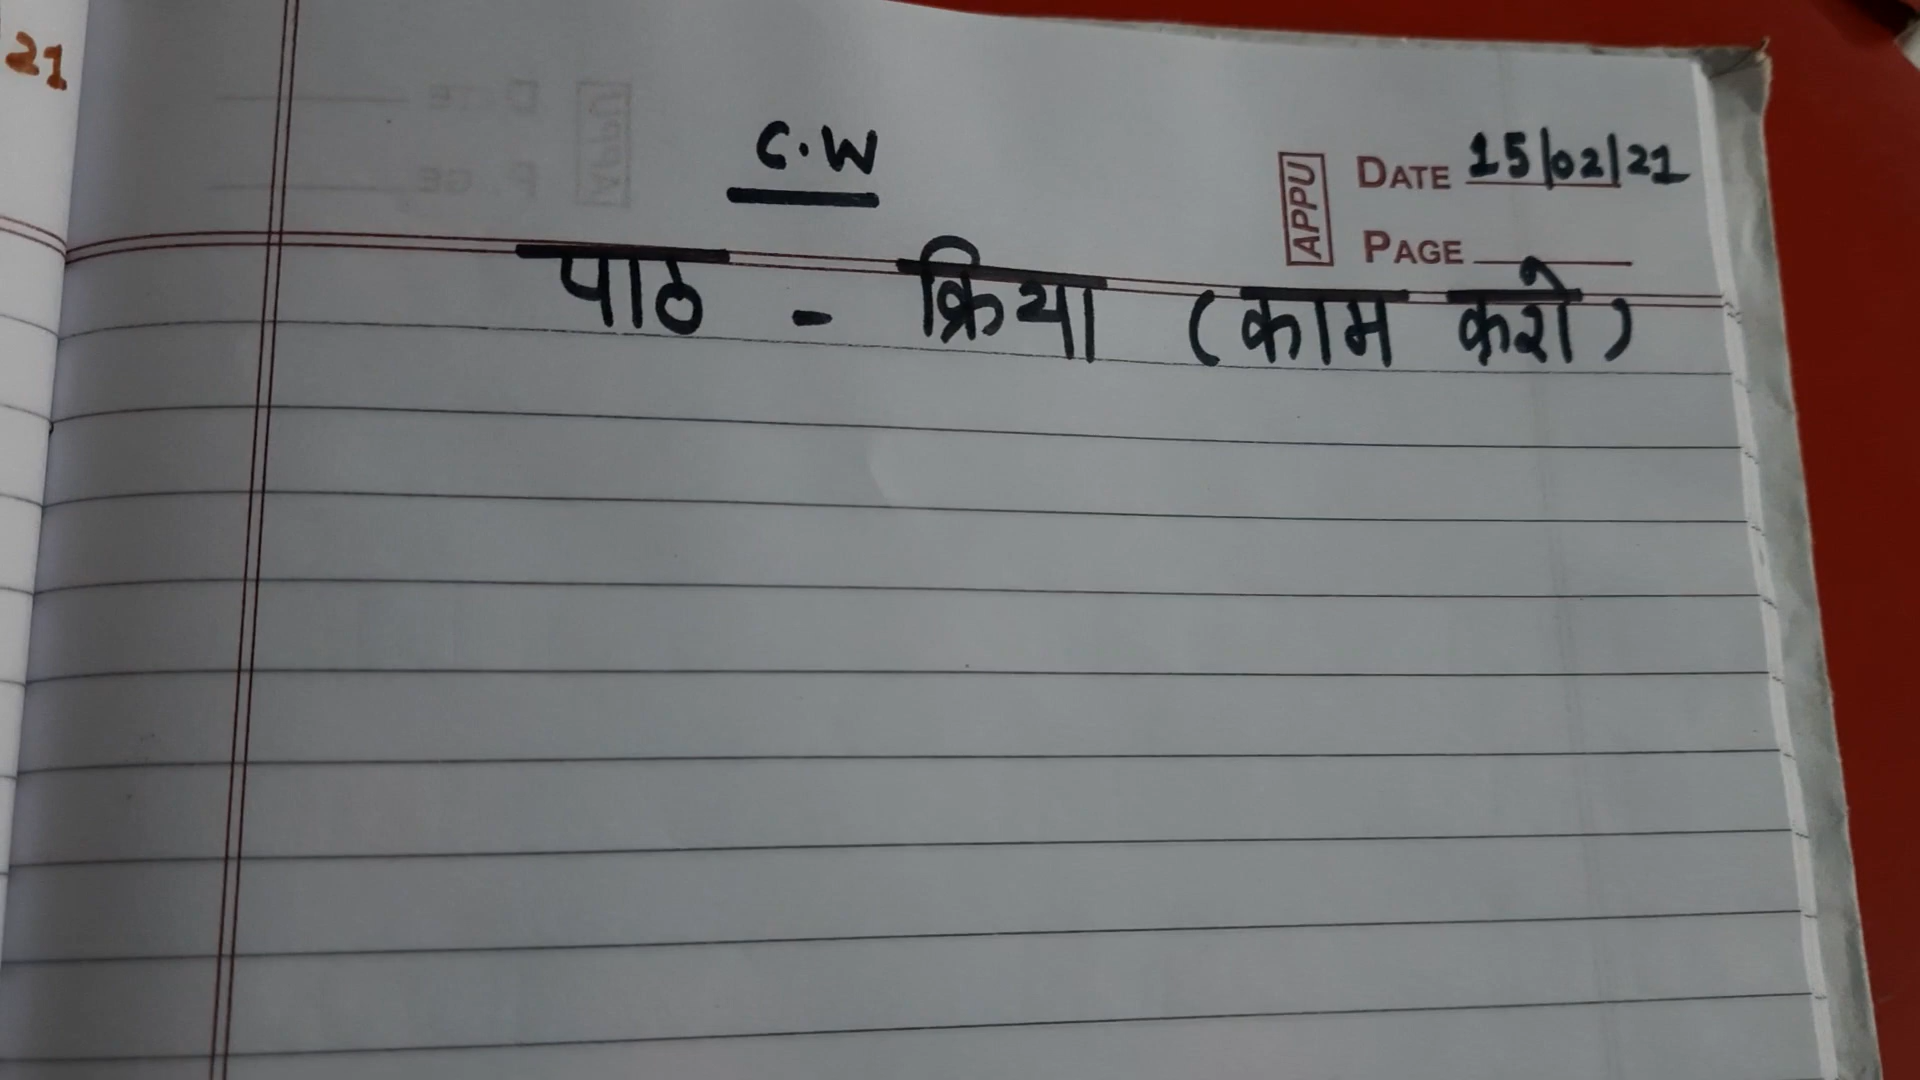 21
C.W
APPU
DATE 15/02/21
PAGE
पाठ - क्रिया (काम करो)